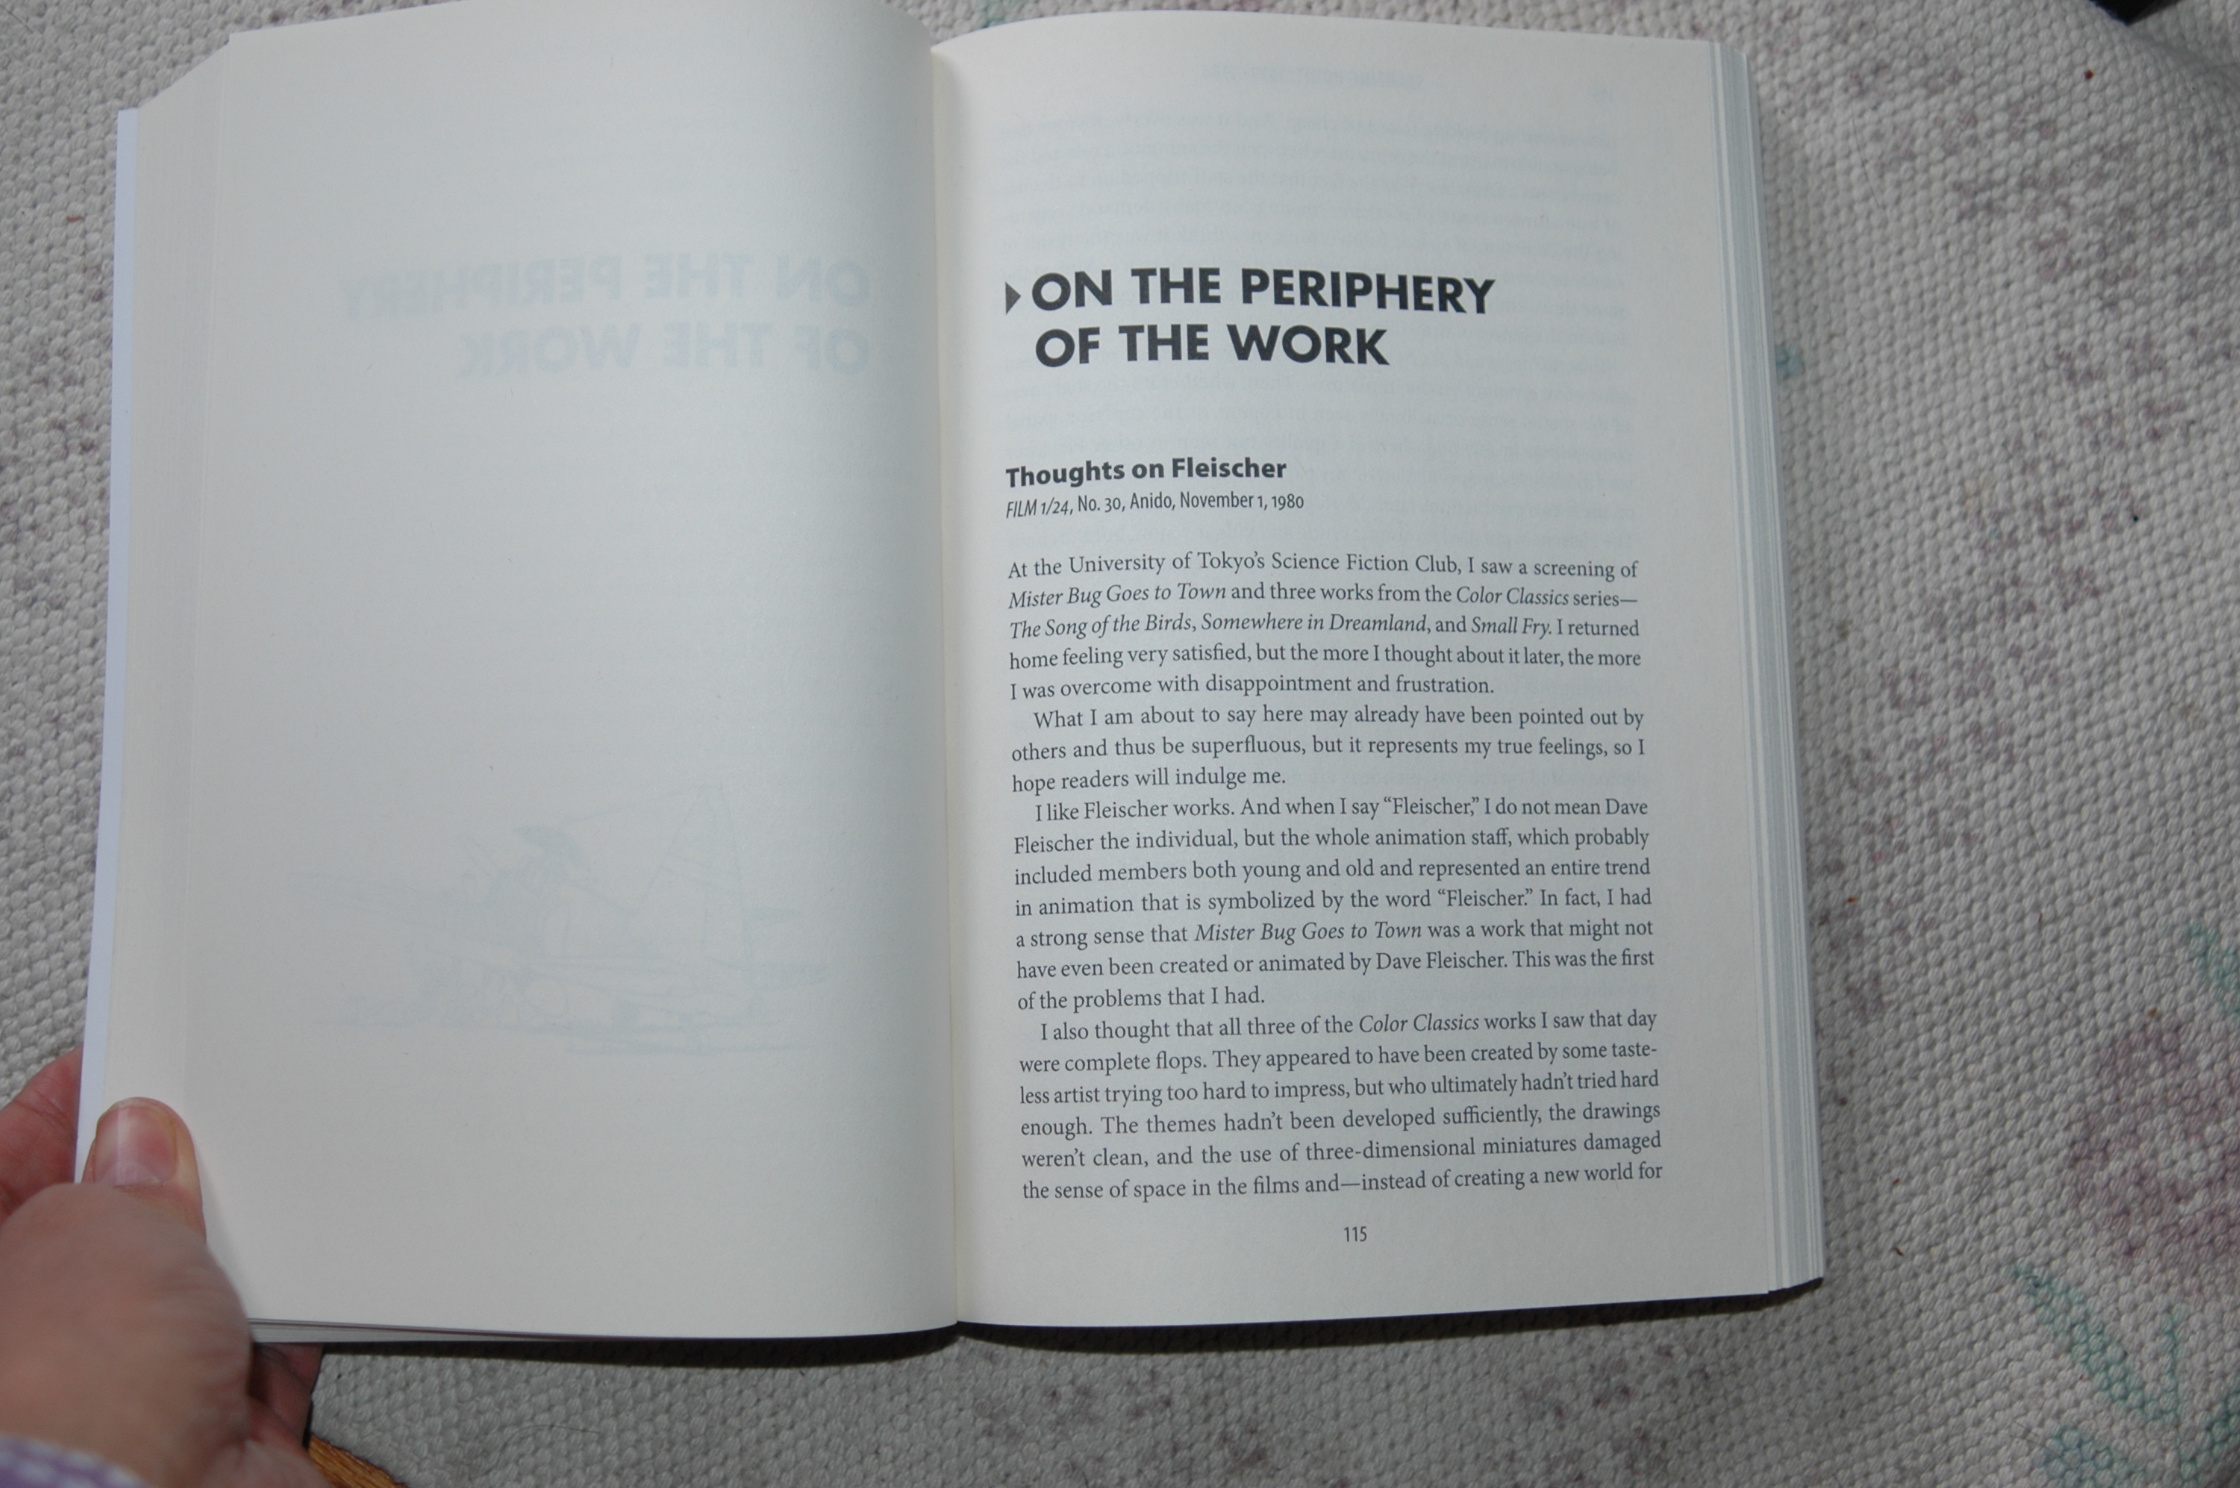 ON THE PERIPHERY
OF THE WORK
Thoughts on Fleischer
FILM 1/24, No. 30, Anido, November 1, 1980
At the University of Tokyo's Science Fiction Club, I saw a screening of
Mister Bug Goes to Town and three works from the Color Classics series—
The Song of the Birds, Somewhere in Dreamland, and Small Fry. I returned
home feeling very satisfied, but the more I thought about it later, the more
I was overcome with disappointment and frustration.
What I am about to say here may already have been pointed out by
others and thus be superfluous, but it represents my true feelings, so I
hope readers will indulge me.
I like Fleischer works. And when I say “Fleischer,” I do not mean Dave
Fleischer the individual, but the whole animation staff, which probably
included members both young and old and represented an entire trend
in animation that is symbolized by the word “Fleischer.” In fact, I had
a strong sense that Mister Bug Goes to Town was a work that might not
have even been created or animated by Dave Fleischer. This was the first
of the problems that I had.
I also thought that all three of the Color Classics works I saw that day
were complete flops. They appeared to have been created by some taste-
less artist trying too hard to impress, but who ultimately hadn't tried hard
enough. The themes hadn't been developed sufficiently, the drawings
weren't clean, and the use of three-dimensional miniatures damaged
the sense of space in the films and—instead of creating a new world for
115